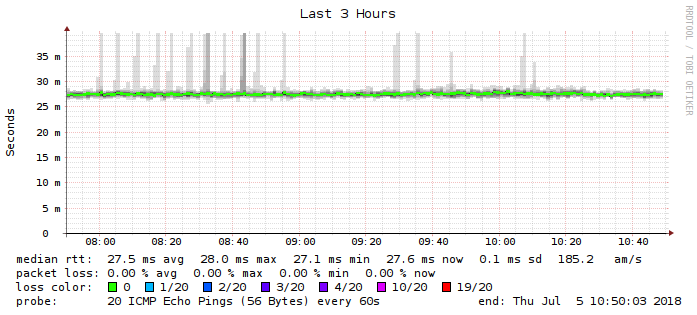 Last 3 Hours
RRDTOOL / TOBI OETIKER
Seconds
35 m
30 m
25 m
20 m
15 m
10 m
5 m
0
08:00 08:20 08:40 09:00 09:20 09:40 10:00 10:20 10:40
median rtt: 27.5 ms avg 28.0 ms max 27.1 ms min 27.6 ms now 0.1 ms sd 185.2 am/s
packet loss: 0.00 % avg 0.00 % max 0.00 % min 0.00 % now
loss color: 0 1/20 2/20 3/20 4/20 10/20 19/20
probe: 20 ICMP Echo Pings (56 Bytes) every 60s end: Thu Jul 5 10:50:03 2018